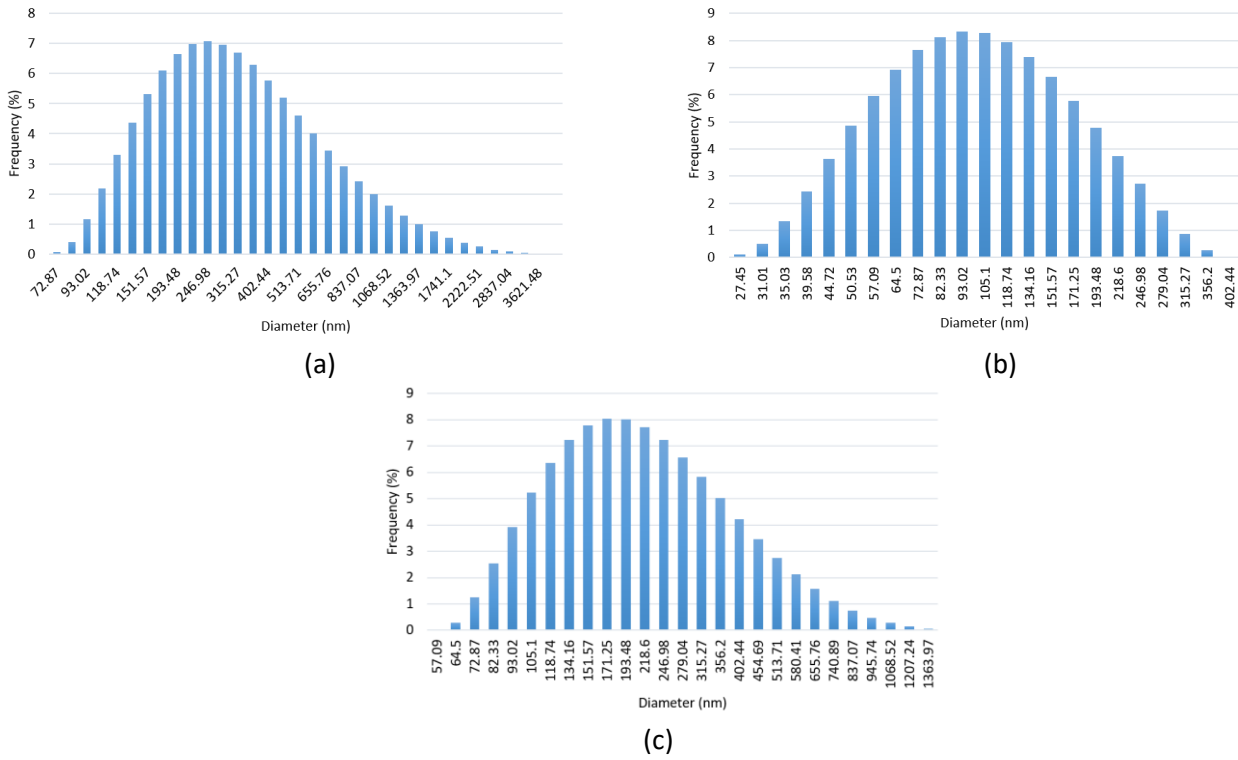 8
7
6
5
4
3
2
1
0
Frequency (%)
72.87 93.02 118.74 151.57 193.48 246.98 315.27 402.44 513.71 655.76 837.07 1068.52 1363.97 1741.1 2222.51 2837.04 3621.48
Diameter (nm)
(a)
9
8
7
6
5
4
3
2
1
0
Frequency (%)
27.45 31.01 35.03 39.58 44.72 50.53 57.09 64.5 72.87 82.33 93.02 105.1 118.74 134.16 151.57 171.25 193.48 218.6 246.98 279.04 315.27 356.2 402.44
Diameter (nm)
(b)
9
8
7
6
5
4
3
2
1
0
Frequency (%)
57.09 64.5 72.87 82.33 93.02 105.1 118.74 134.16 151.57 171.25 193.48 218.6 246.98 279.04 315.27 356.2 402.44 454.69 513.71 580.41 655.76 740.89 837.07 945.74 1068.52 1207.24 1363.97
Diameter (nm)
(c)